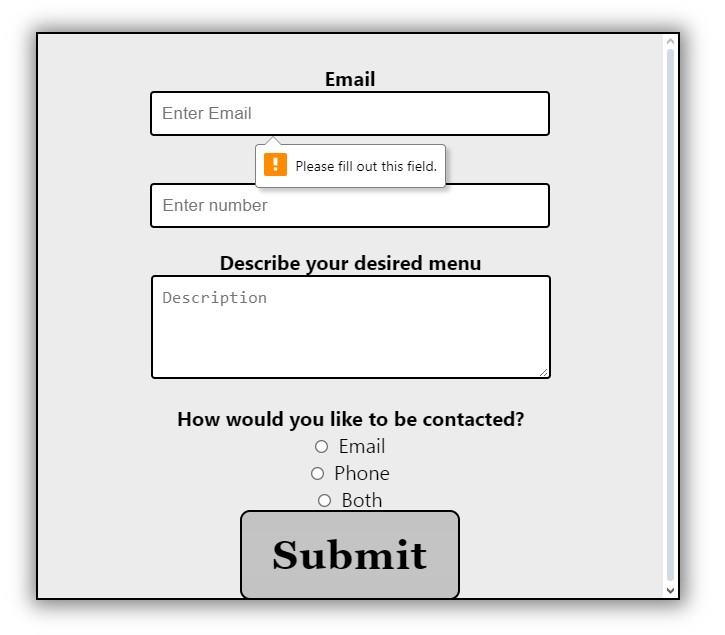 Email
Enter Email
Please fill out this field.
Enter number
Describe your desired menu
Description
How would you like to be contacted?
Email
Phone
Both
Submit